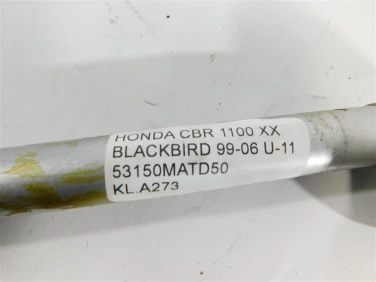 HONDA CBR 1100 XX
BLACKBIRD 99-06 U-11
53150MATD50
KL.A273